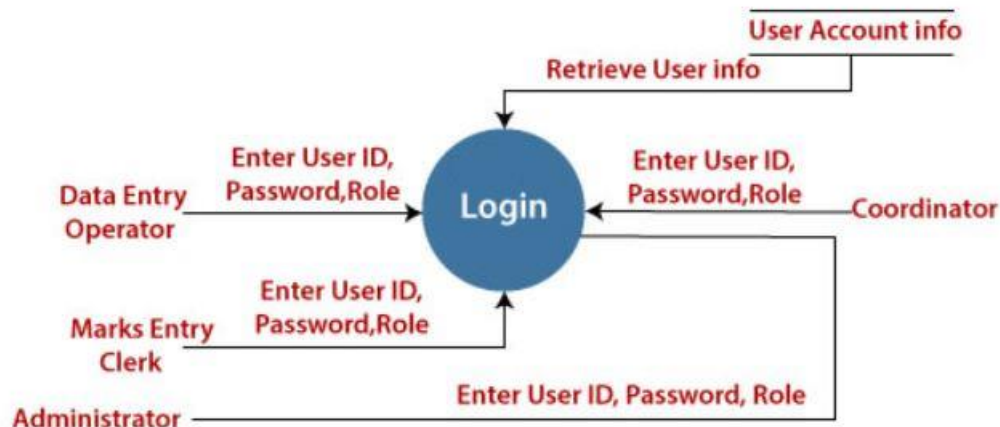 User Account info
Retrieve User info
Enter User ID,
Password,Role
Data Entry
Operator
Login
Enter User ID,
Password,Role
Coordinator
Enter User ID,
Password,Role
Marks Entry
Clerk
Enter User ID, Password, Role
Administrator